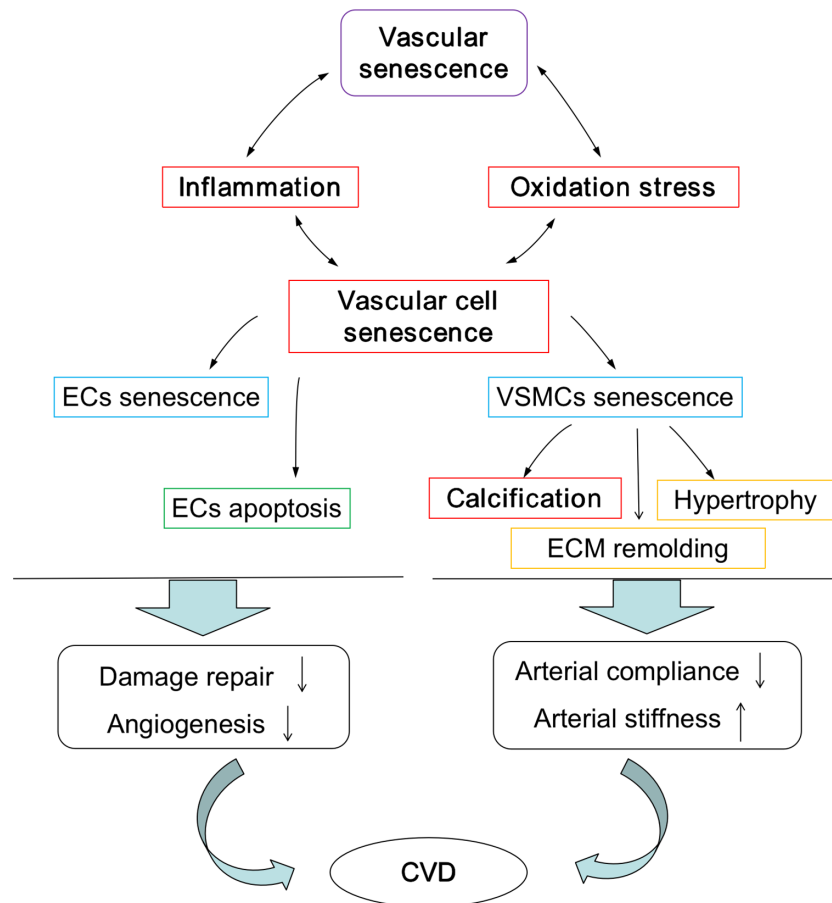 Vascular
senescence
Inflammation
Oxidation stress
Vascular cell
senescence
ECs senescence
VSMCs senescence
ECs apoptosis
Calcification
Hypertrophy
ECM remolding
Damage repair ↓
Angiogenesis ↓
Arterial compliance ↓
Arterial stiffness ↑
CVD